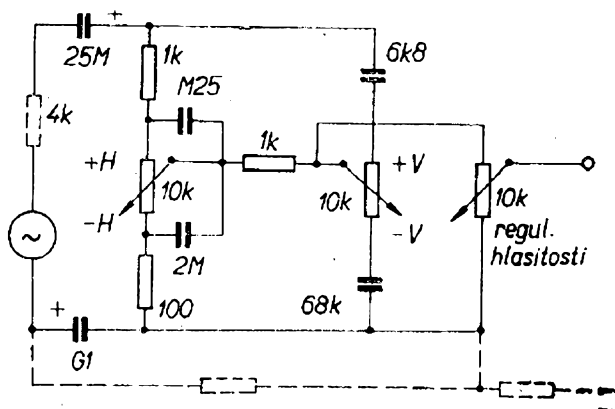 +
25M
1k
6k8
M25
4k
1k
+H
10k
-H
+V
10k
-V
10k
regul.
hlasitosti
~
2M
100
68k
+
G1